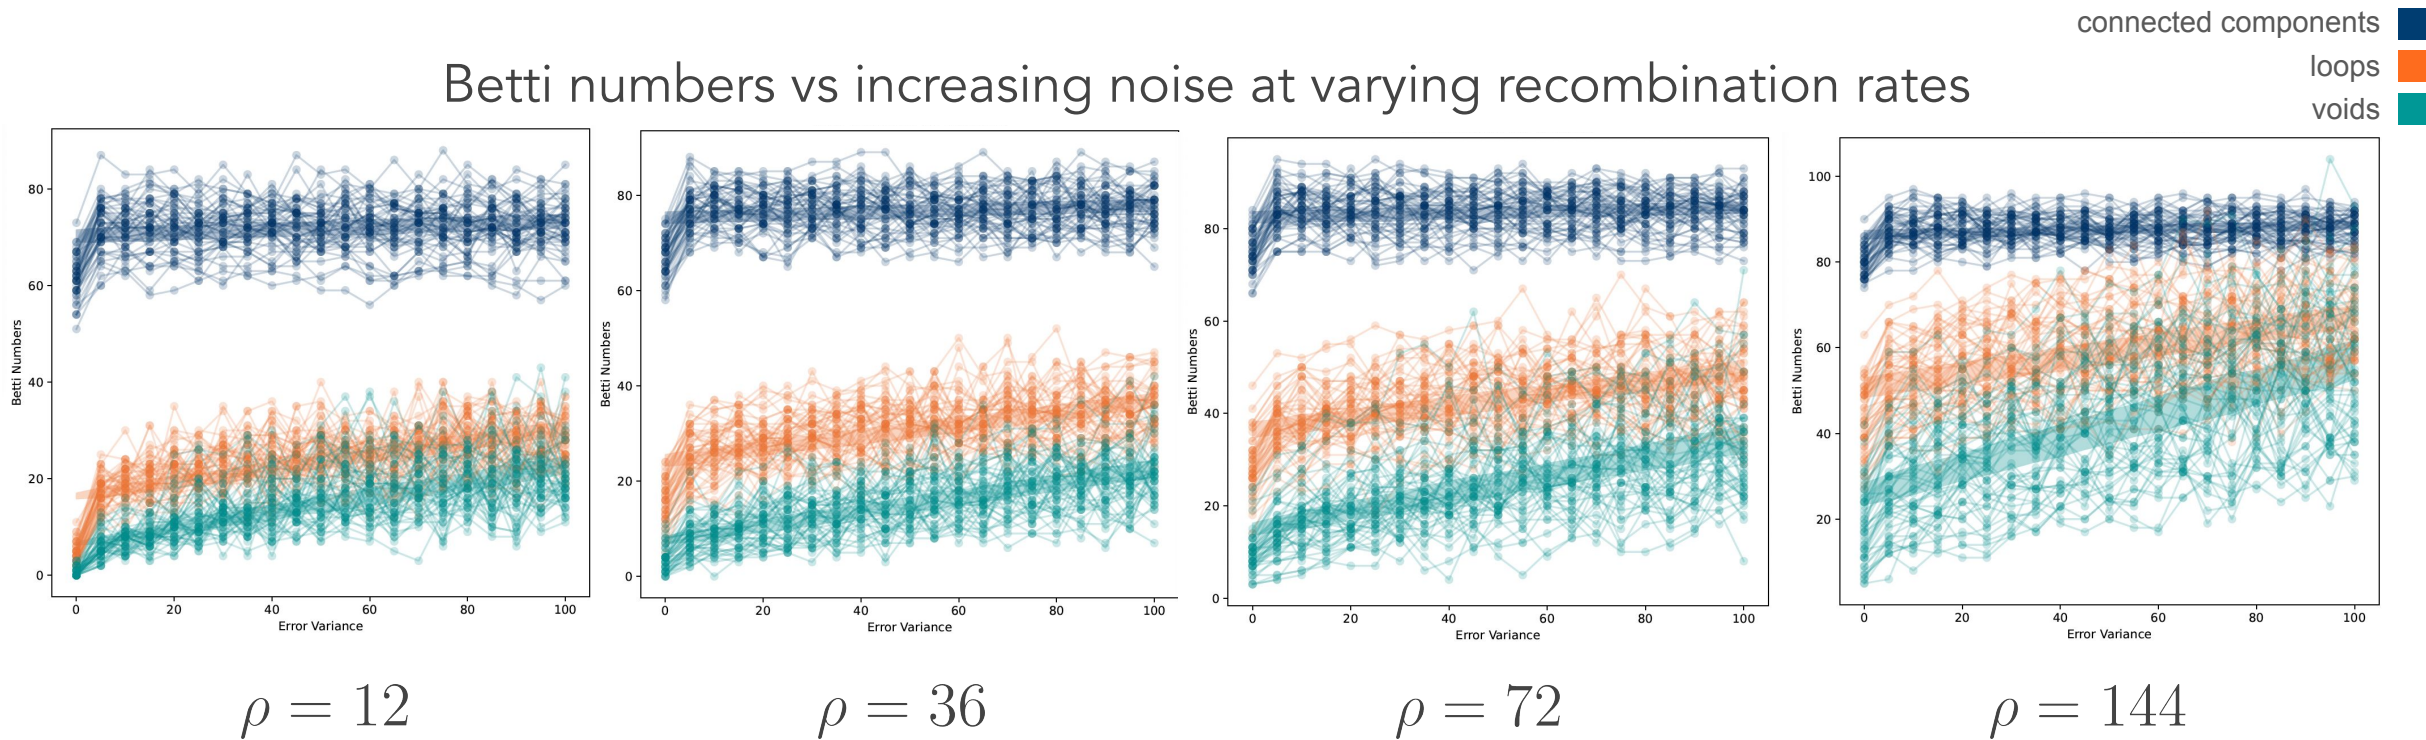 connected components
loops
voids
Betti numbers vs increasing noise at varying recombination rates
Betti Numbers
80
60
40
20
0
0 20 40 60 80 100
Error Variance
ρ = 12
Betti Numbers
80
60
40
20
0
0 20 40 60 80 100
Error Variance
ρ = 36
Betti Numbers
80
60
40
20
0
0 20 40 60 80 100
Error Variance
ρ = 72
Betti Numbers
100
80
60
40
20
0 20 40 60 80 100
Error Variance
ρ = 144